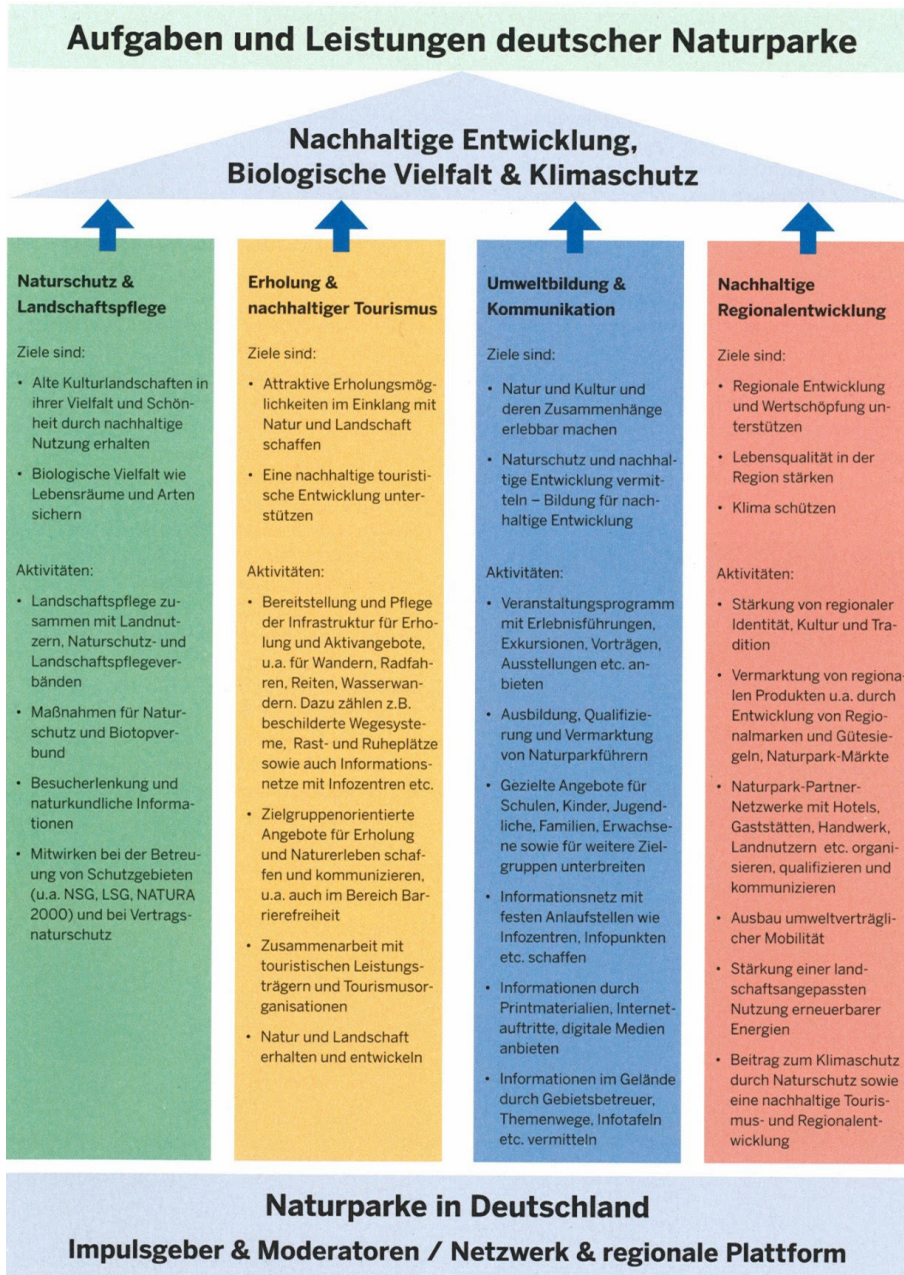 Aufgaben und Leistungen deutscher Naturparke
Nachhaltige Entwicklung,
Biologische Vielfalt & Klimaschutz
Naturschutz &
Landschaftspflege
Ziele sind:
• Alte Kulturlandschaften in
ihrer Vielfalt und Schön-
heit durch nachhaltige
Nutzung erhalten
• Biologische Vielfalt wie
Lebensräume und Arten
sichern
Aktivitäten:
• Landschaftspflege zu-
sammen mit Landnut-
zern, Naturschutz- und
Landschaftspflegever-
bänden
• Maßnahmen für Natur-
schutz und Biotopver-
bund
• Besucherlenkung und
naturkundliche Informa-
tionen
• Mitwirken bei der Betreu-
ung von Schutzgebieten
(u.a. NSG, LSG, NATURA
2000) und bei Vertrags-
naturschutz
Erholung &
nachhaltiger Tourismus
Ziele sind:
• Attraktive Erholungsmög-
lichkeiten im Einklang mit
Natur und Landschaft
schaffen
• Eine nachhaltige touristi-
sche Entwicklung unter-
stützen
Aktivitäten:
• Bereitstellung und Pflege
der Infrastruktur für Erho-
lung und Aktivangebote,
u.a. für Wandern, Radfah-
ren, Reiten, Wasserwan-
dern. Dazu zählen z.B.
beschilderte Wegesyste-
me, Rast- und Ruheplätze
sowie auch Informations-
netze mit Infozentren etc.
• Zielgruppenorientierte
Angebote für Erholung
und Naturerleben schaf-
fen und kommunizieren,
u.a. auch im Bereich Bar-
rierefreiheit
• Zusammenarbeit mit
touristischen Leistungs-
trägern und Tourismusor-
ganisationen
• Natur und Landschaft
erhalten und entwickeln
Umweltbildung &
Kommunikation
Ziele sind:
• Natur und Kultur und
deren Zusammenhänge
erlebbar machen
• Naturschutz und nachhal-
tige Entwicklung vermit-
teln – Bildung für nach-
haltige Entwicklung
Aktivitäten:
• Veranstaltungsprogramm
mit Erlebnisführungen,
Exkursionen, Vorträgen,
Ausstellungen etc. an-
bieten
• Ausbildung, Qualifizie-
rung und Vermarktung
von Naturparkführern
• Gezielte Angebote für
Schulen, Kinder, Jugend-
liche, Familien, Erwachse-
ne sowie für weitere Ziel-
gruppen unterbreiten
• Informationsnetz mit
festen Anlaufstellen wie
Infozentren, Infopunkten
etc. schaffen
• Informationen durch
Printmaterialien, Internet-
auftritte, digitale Medien
anbieten
• Informationen im Gelände
durch Gebietsbetreuer,
Themenwege, Infotafeln
etc. vermitteln
Nachhaltige
Regionalentwicklung
Ziele sind:
• Regionale Entwicklung
und Wertschöpfung un-
terstützen
• Lebensqualität in der
Region stärken
• Klima schützen
Aktivitäten:
• Stärkung von regionaler
Identität, Kultur und Tra-
dition
• Vermarktung von regiona-
len Produkten u.a. durch
Entwicklung von Regio-
nalmarken und Gütesie-
geln, Naturpark-Märkte
• Naturpark-Partner-
Netzwerke mit Hotels,
Gaststätten, Handwerk,
Landnutzern etc. organi-
sieren, qualifizieren und
kommunizieren
• Ausbau umweltverträgli-
cher Mobilität
• Stärkung einer land-
schaftsangepassten
Nutzung erneuerbarer
Energien
• Beitrag zum Klimaschutz
durch Naturschutz sowie
eine nachhaltige Touris-
mus- und Regionalent-
wicklung
Naturparke in Deutschland
Impulsgeber & Moderatoren / Netzwerk & regionale Plattform